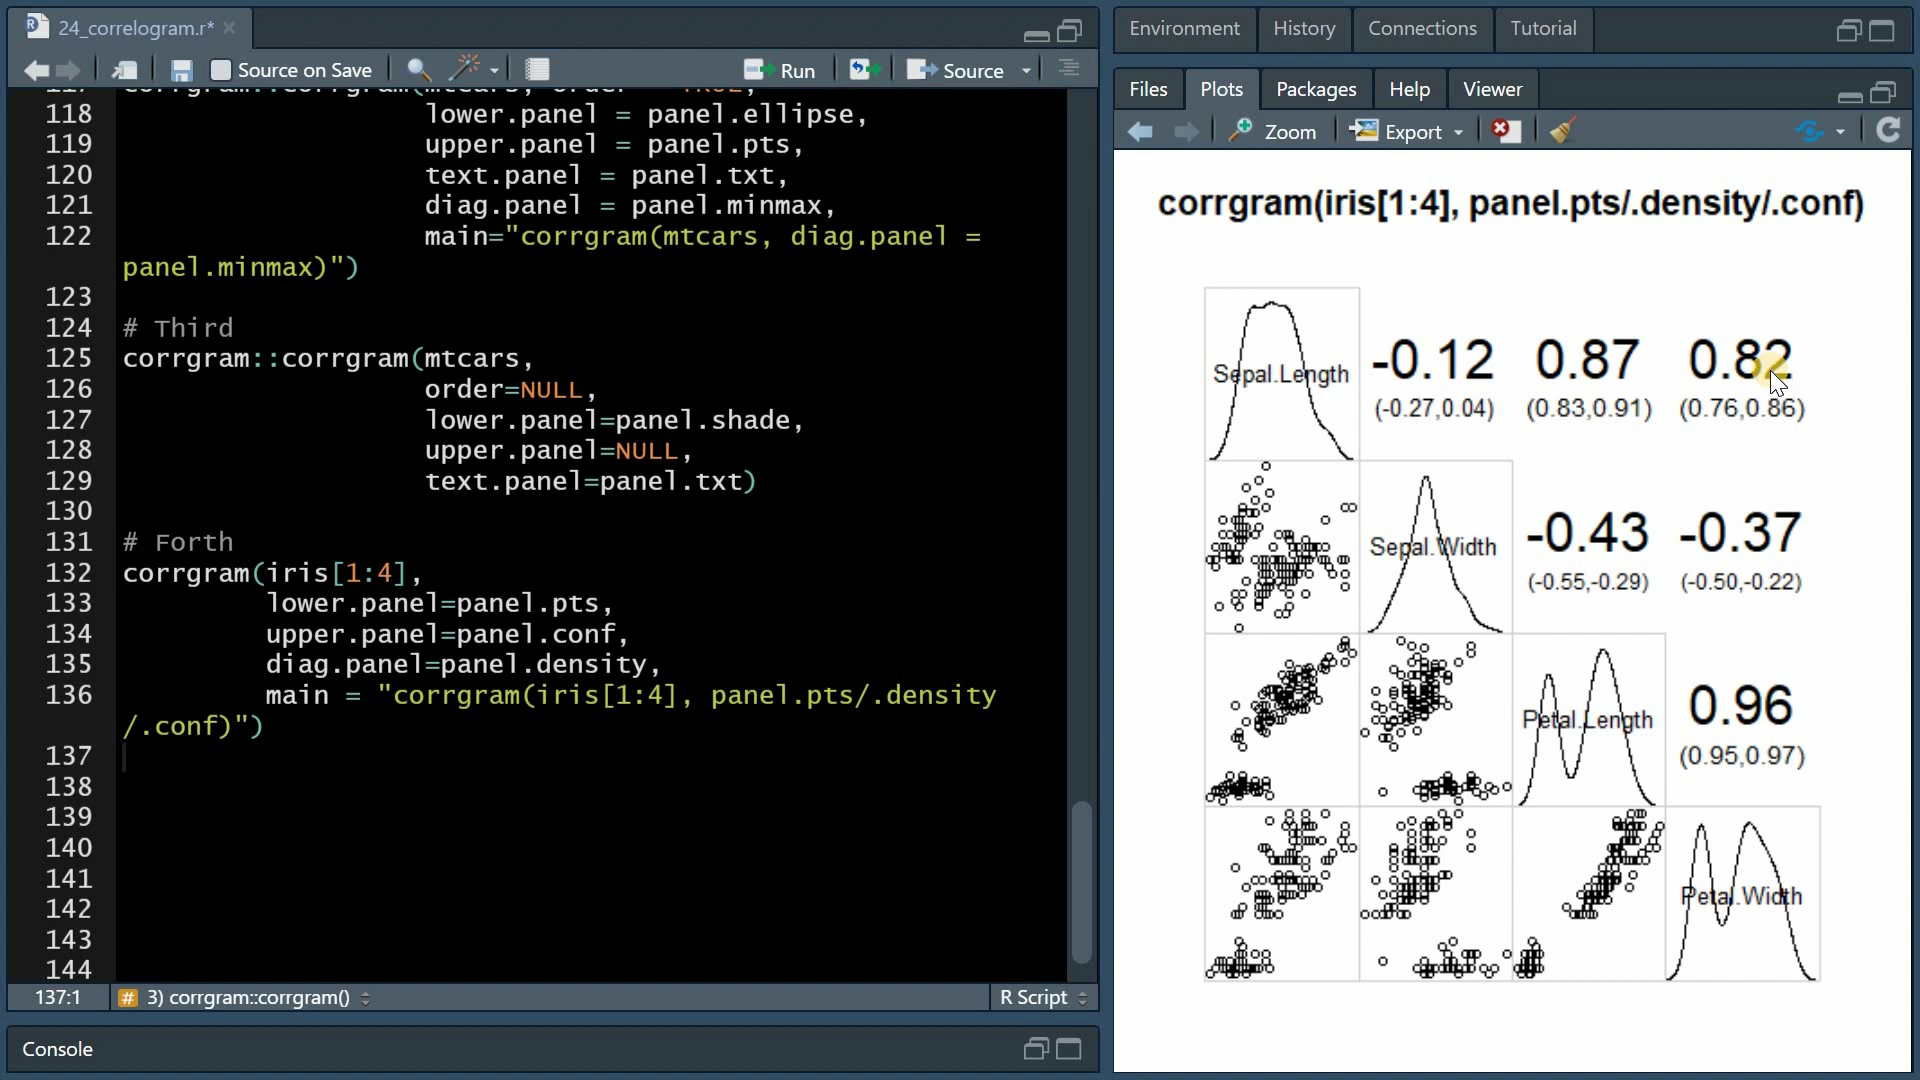 24_correlogram.r*
Source on Save
Run
Source
118 lower.panel = panel.ellipse,
119 upper.panel = panel.pts,
120 text.panel = panel.txt,
121 diag.panel = panel.minmax,
122 main="corrgram(mtcars, diag.panel =
panel.minmax)")
123
124 # Third
125 corrgram::corrgram(mtcars,
126 order=NULL,
127 lower.panel=panel.shade,
128 upper.panel=NULL,
129 text.panel=panel.txt)
130
131 # Forth
132 corrgram(iris[1:4],
133 lower.panel=panel.pts,
134 upper.panel=panel.conf,
135 diag.panel=panel.density,
136 main = "corrgram(iris[1:4], panel.pts/.density
/.conf)")
137
138
139
140
141
142
143
144
137:1 # 3) corrgram::corrgram() R Script
Console
Environment History Connections Tutorial
Files Plots Packages Help Viewer
Zoom Export
corrgram(iris[1:4], panel.pts/.density/.conf)
Sepal.Length -0.12 0.87 0.82
(-0.27,0.04) (0.83,0.91) (0.76,0.86)
Sepal.Width -0.43 -0.37
(-0.55,-0.29) (-0.50,-0.22)
Petal.Length 0.96
(0.95,0.97)
Petal.Width